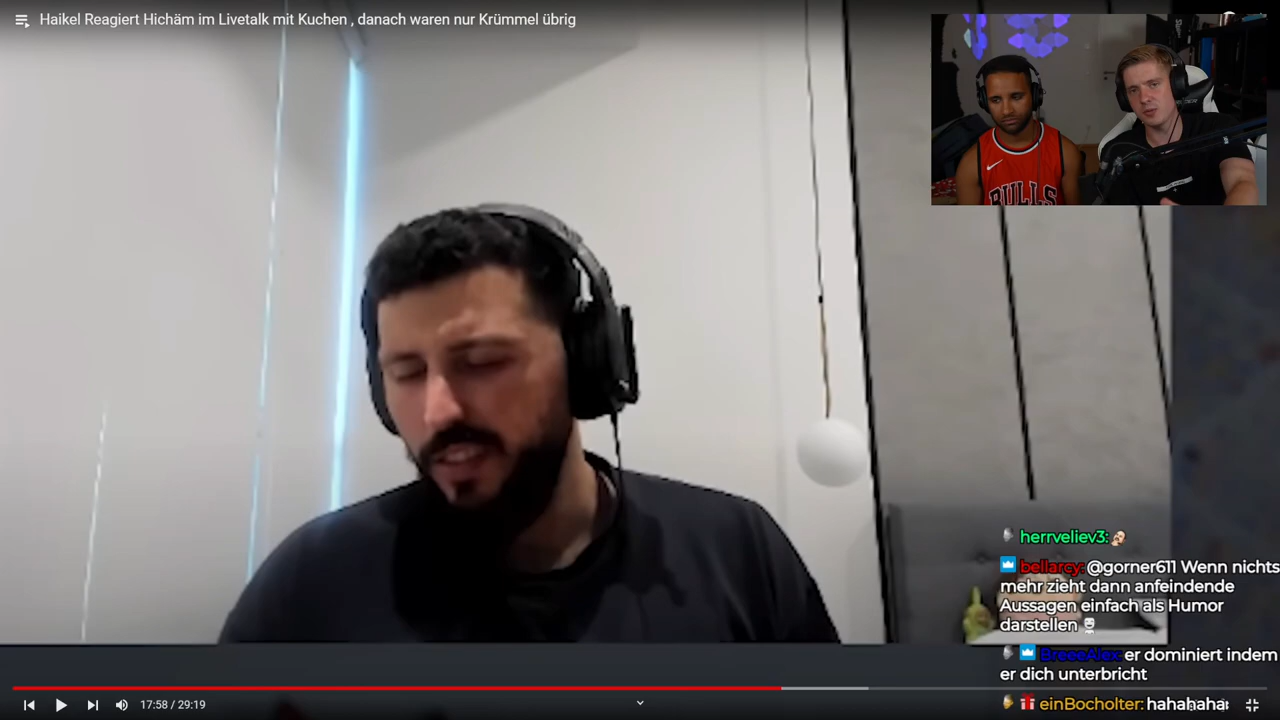 Haikel Reagiert Hichäm im Livetalk mit Kuchen , danach waren nur Krümmel übrig
BULLS
herrveliev3:
bellarcy: @gorner611 Wenn nichts
mehr zieht dann anfeindende
Aussagen einfach als Humor
darstellen
BreeeAlex: er dominiert indem
er dich unterbricht
einBocholter: hahahahar
17:58 / 29:19